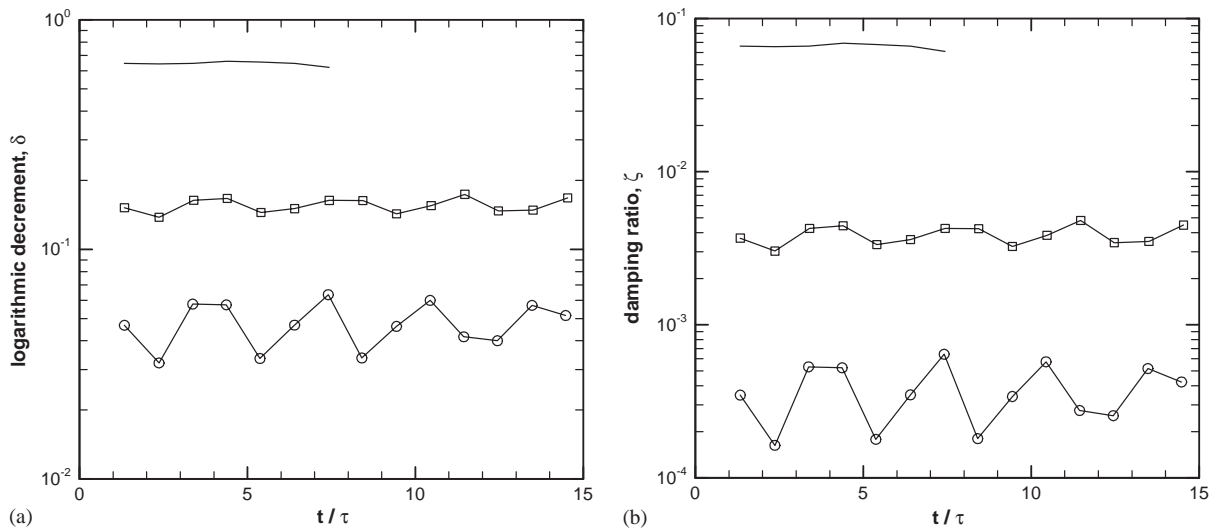 10⁰
10⁻¹
10⁻²
logarithmic decrement, δ
0
5
10
15
t / τ
(a)
10⁻¹
10⁻²
10⁻³
10⁻⁴
damping ratio, ζ
0
5
10
15
t / τ
(b)